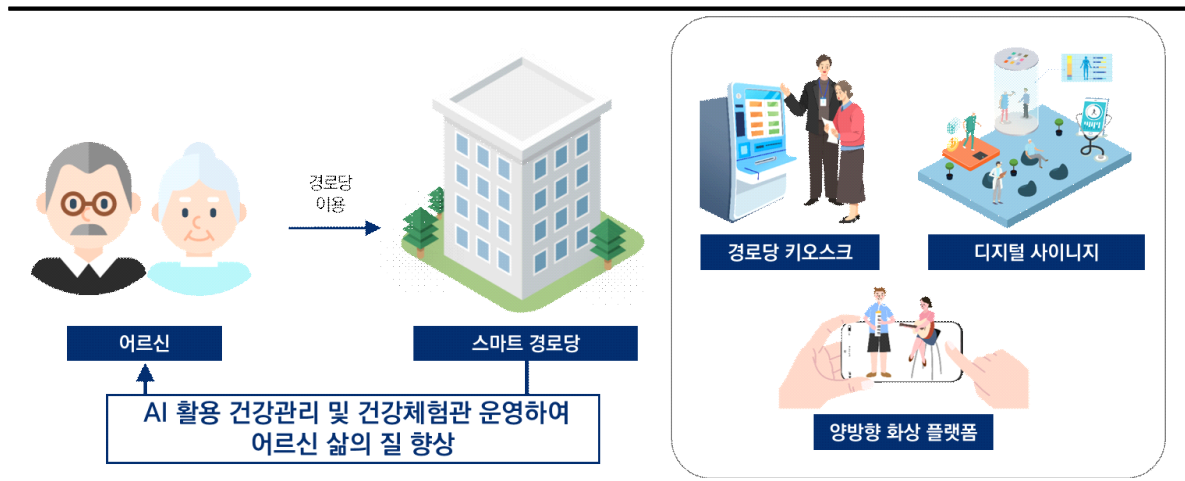 경로당
이용
어르신
스마트 경로당
AI 활용 건강관리 및 건강체험관 운영하여
어르신 삶의 질 향상
경로당 키오스크
디지털 사이니지
양방향 화상 플랫폼